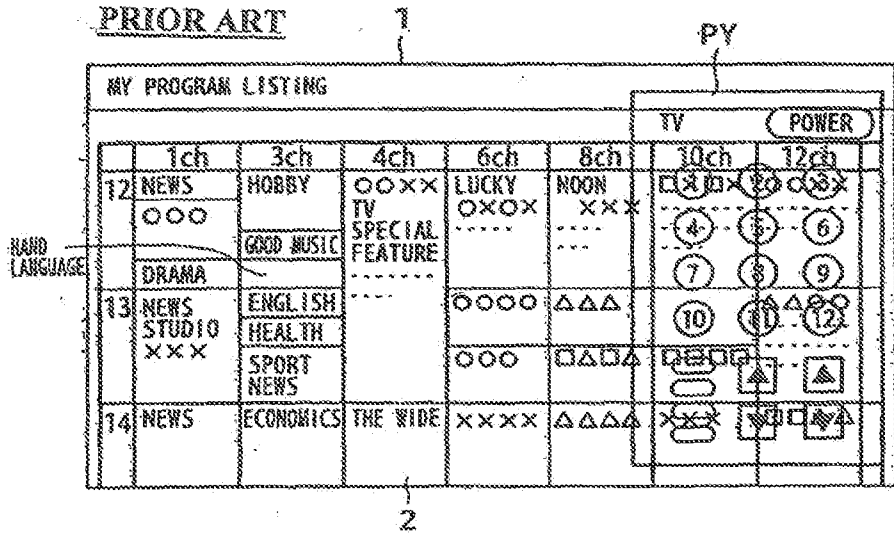 PRIOR ART
1
PY
MY PROGRAM LISTING
TV POWER
1ch 3ch 4ch 6ch 8ch 10ch 12ch
12 NEWS HOBBY ○○×× LUCKY NOON
○○○ TV ○×○× ×××
SPECIAL
GOOD MUSIC FEATURE
4 5 6
HAND
LANGUAGE
DRAMA
7 8 9
13 NEWS ENGLISH ○○○○ △△△
STUDIO HEALTH 10 11 12
××× SPORT ○○○ □△□△ □□□□
NEWS
14 NEWS ECONOMICS THE WIDE ×××× △△△△ ×××
2